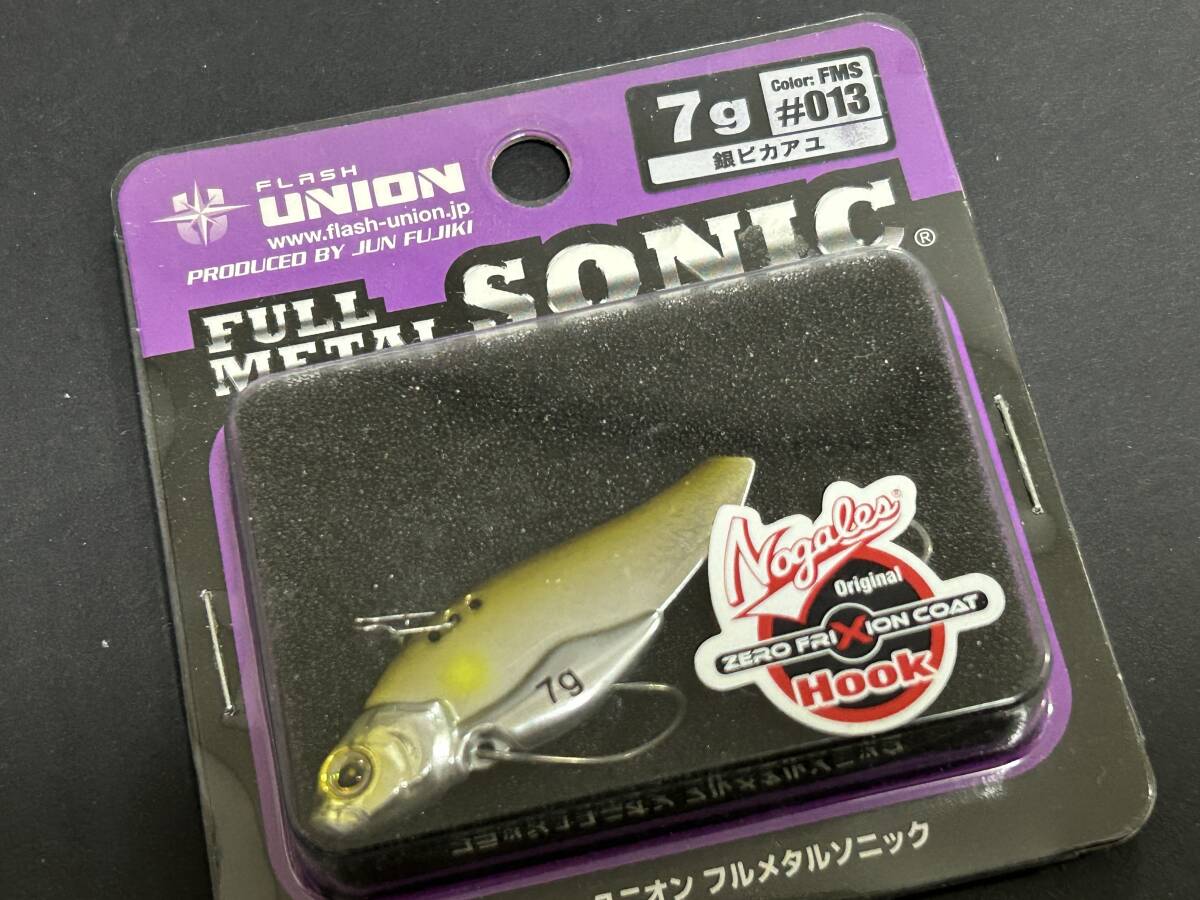 7g
Color: FMS
#013
銀ピカアユ
FLASH
UNION
www.flash-union.jp
PRODUCED BY JUN FUJIKI
FULL
METAL SONIC®
Nogales®
Original
ZERO FRIXION COAT
Hook
7g
ユニオン フルメタルソニック